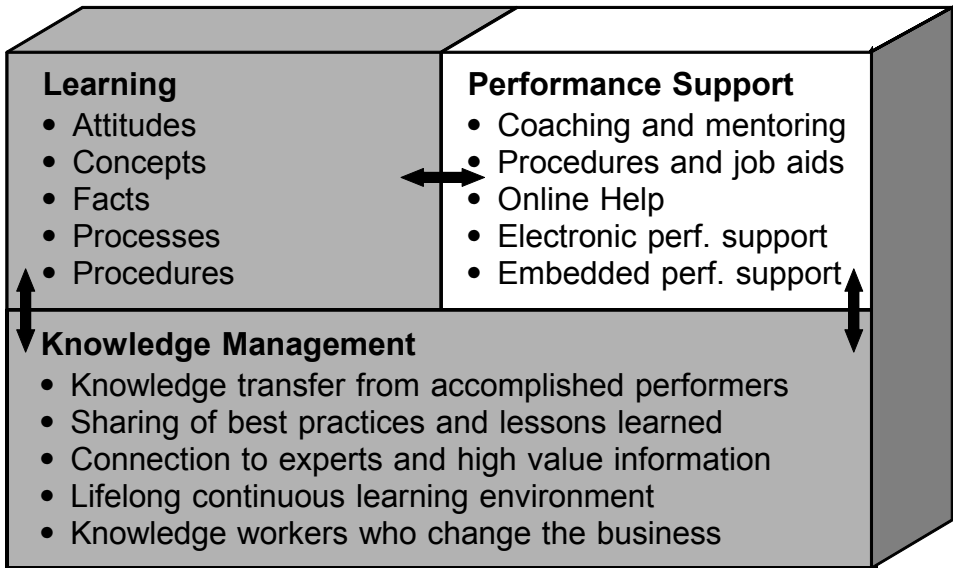 Learning
• Attitudes
• Concepts
• Facts
• Processes
• Procedures
Performance Support
• Coaching and mentoring
• Procedures and job aids
• Online Help
• Electronic perf. support
• Embedded perf. support
Knowledge Management
• Knowledge transfer from accomplished performers
• Sharing of best practices and lessons learned
• Connection to experts and high value information
• Lifelong continuous learning environment
• Knowledge workers who change the business